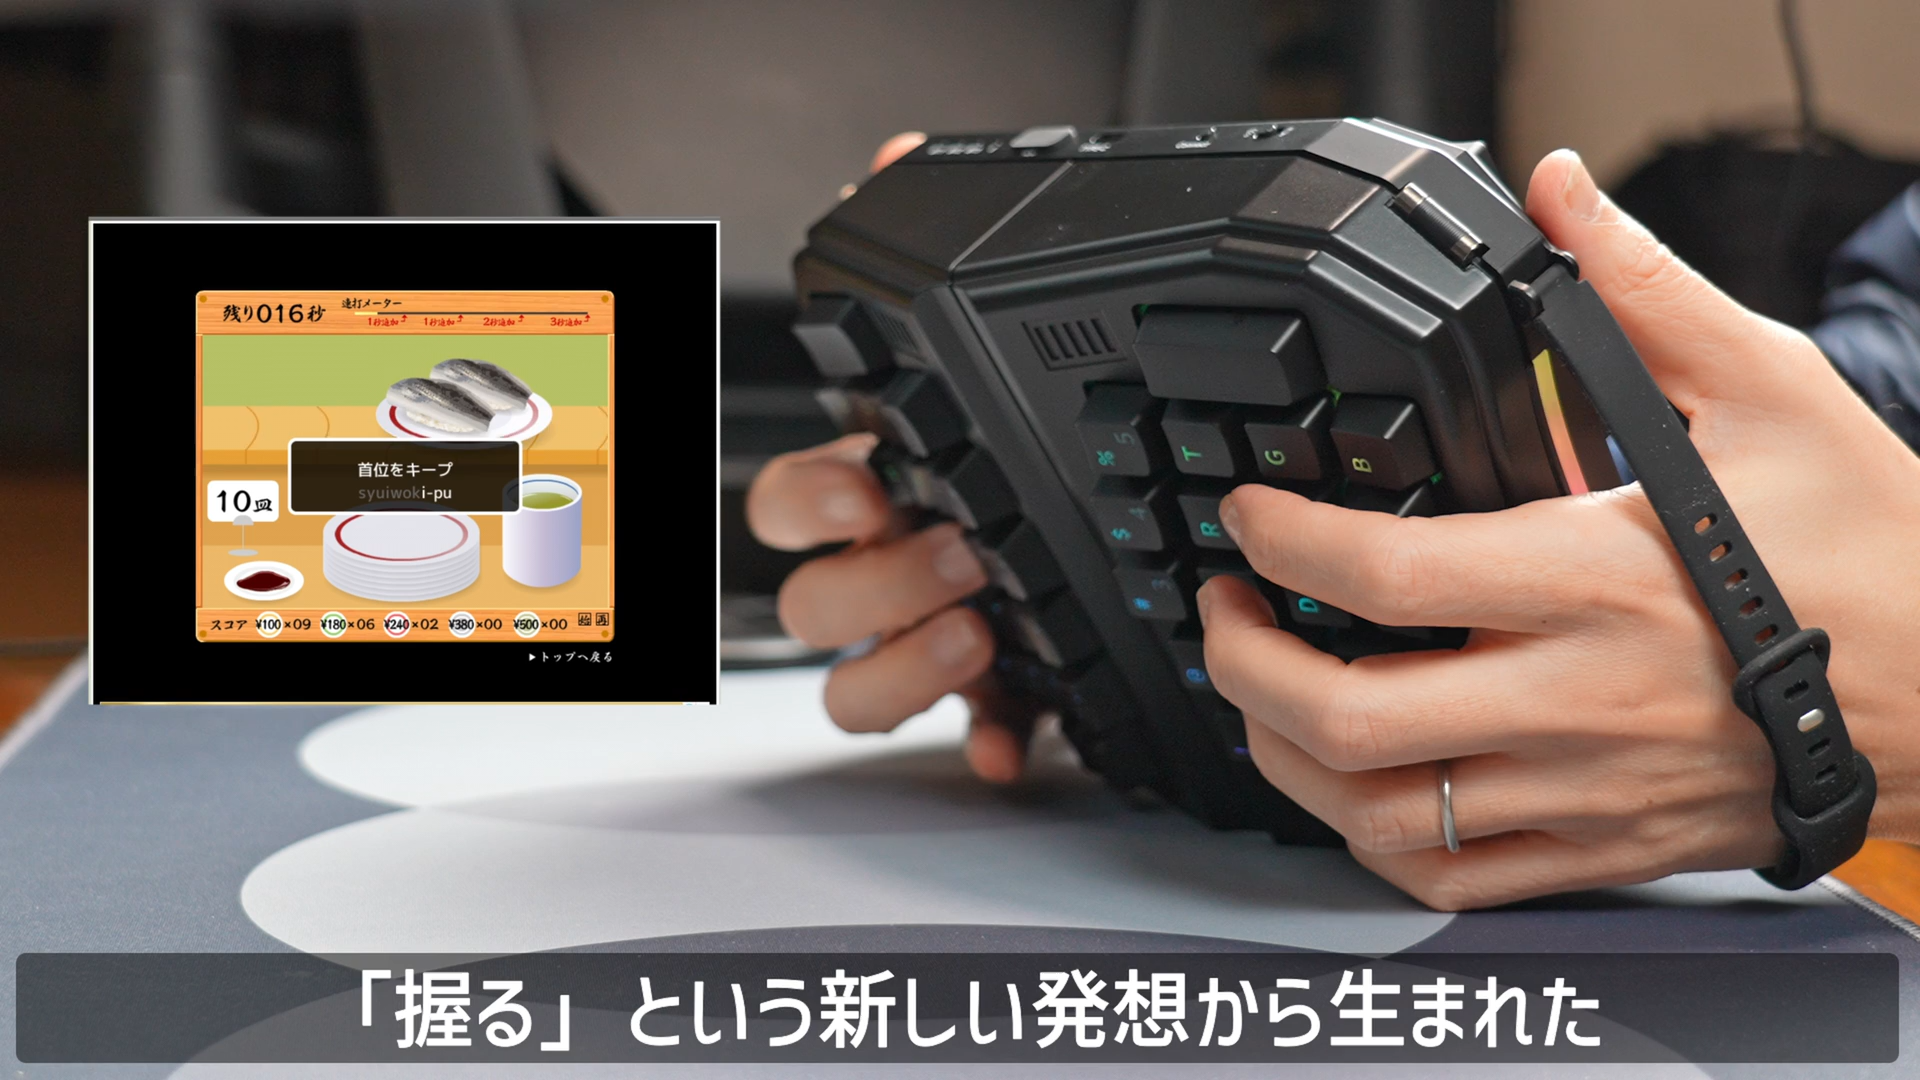 残り016秒
連打メーター
1秒追加 1秒追加 2秒追加 3秒追加
首位をキープ
syuiwoki-pu
10皿
スコア ¥100×09 ¥180×06 ¥240×02 ¥380×00 ¥500×00
▶トップへ戻る
% 5 T G B
$ 4 R
# 3 D
@
「握る」という新しい発想から生まれた